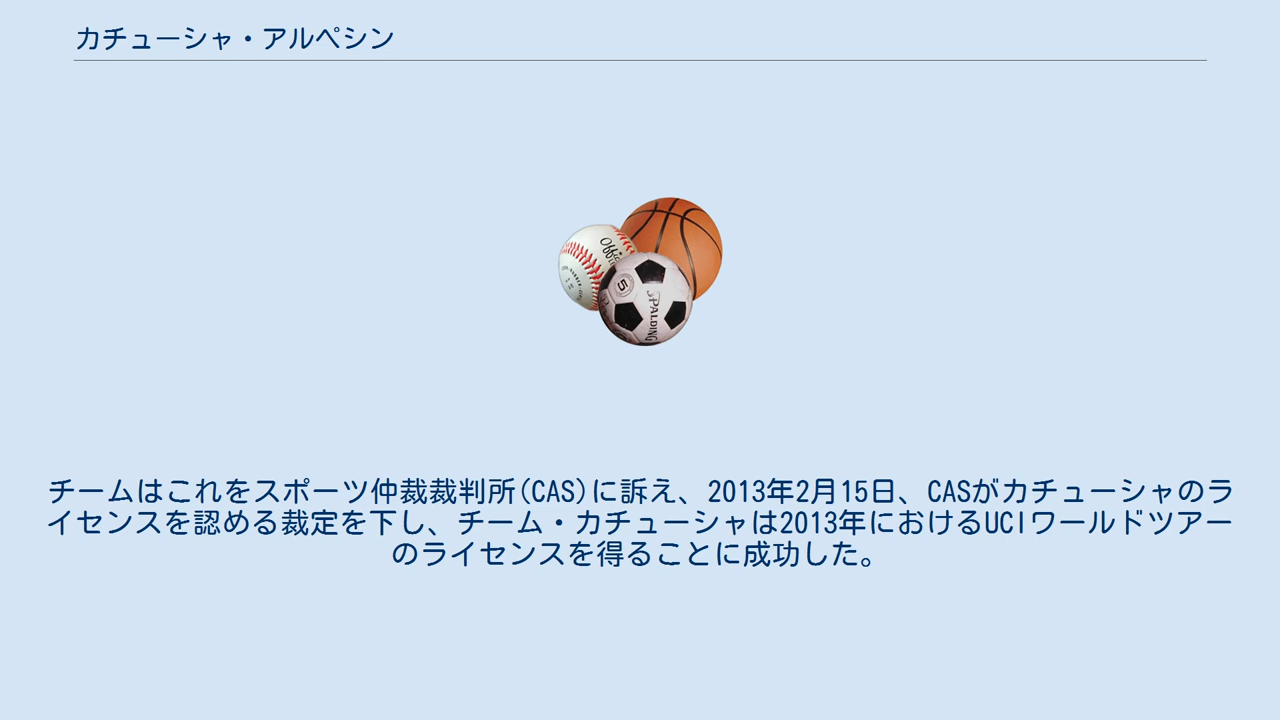 カチューシャ・アルペシン
Offic
5
SPALDING
チームはこれをスポーツ仲裁裁判所(CAS)に訴え、2013年2月15日、CASがカチューシャのラ
イセンスを認める裁定を下し、チーム・カチューシャは2013年におけるUCIワールドツアー
のライセンスを得ることに成功した。